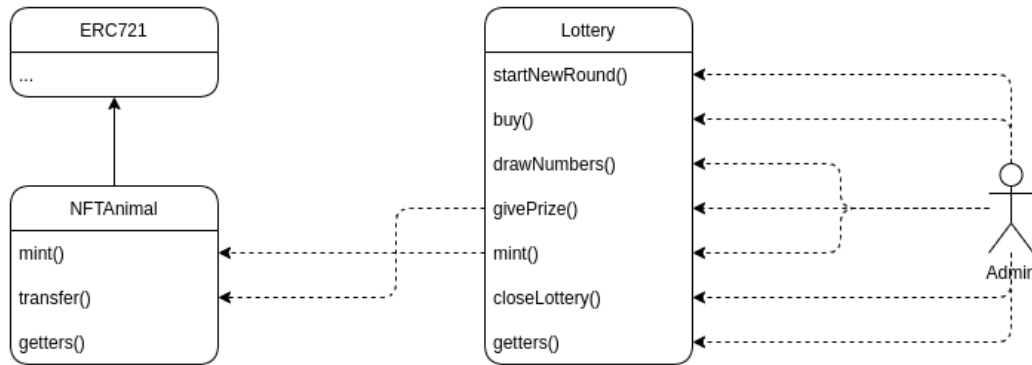 ERC721
...
NFTAnimal
mint()
transfer()
getters()
Lottery
startNewRound()
buy()
drawNumbers()
givePrize()
mint()
closeLottery()
getters()
Admin